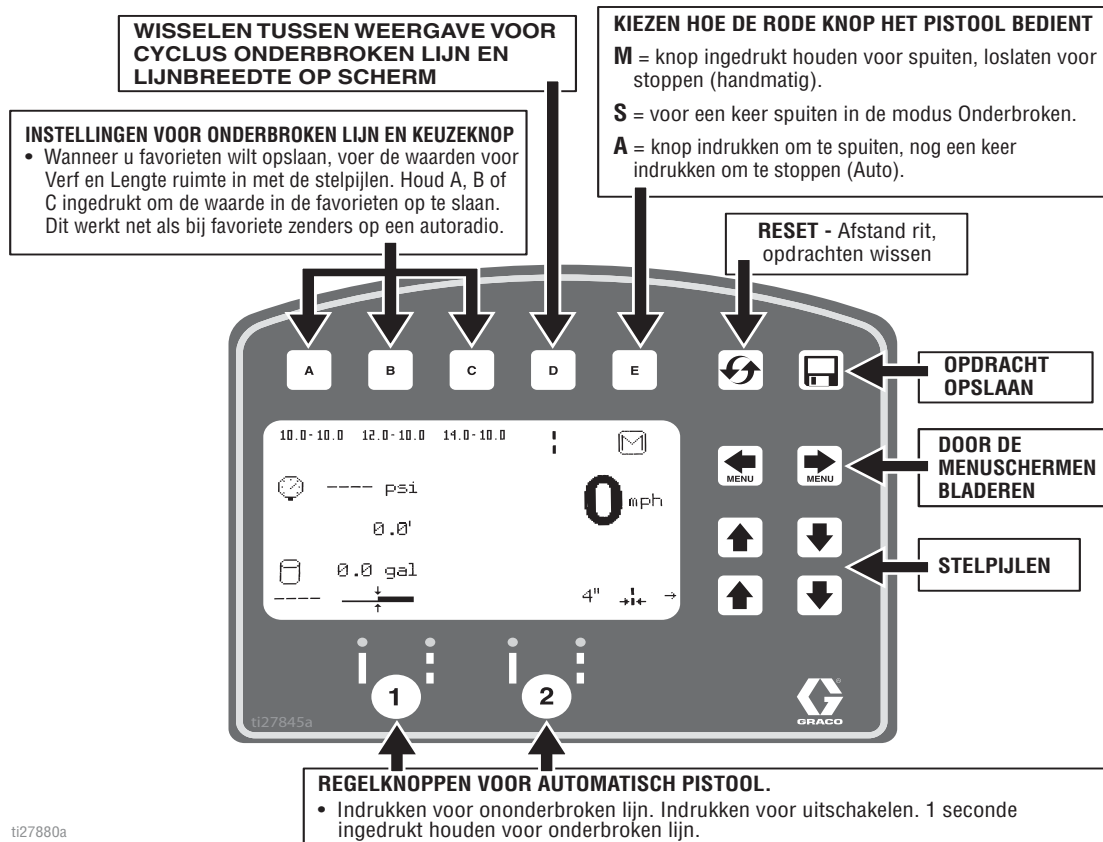 WISSELEN TUSSEN WEERGAVE VOOR
CYCLUS ONDERBROKEN LIJN EN
LIJNBREEDTE OP SCHERM
KIEZEN HOE DE RODE KNOP HET PISTOOL BEDIENT
M = knop ingedrukt houden voor spuiten, loslaten voor
stoppen (handmatig).
S = voor een keer spuiten in de modus Onderbroken.
A = knop indrukken om te spuiten, nog een keer
indrukken om te stoppen (Auto).
INSTELLINGEN VOOR ONDERBROKEN LIJN EN KEUZEKNOP
• Wanneer u favorieten wilt opslaan, voer de waarden voor
Verf en Lengte ruimte in met de stelpijlen. Houd A, B of
C ingedrukt om de waarde in de favorieten op te slaan.
Dit werkt net als bij favoriete zenders op een autoradio.
RESET - Afstand rit,
opdrachten wissen
A B C D E
OPDRACHT
OPSLAAN
10.0-10.0 12.0-10.0 14.0-10.0
M
---- psi
0 mph
0.0'
0.0 gal
----
4"
MENU MENU
DOOR DE
MENUSCHERMEN
BLADEREN
STELPIJLEN
1 2
GRACO
ti27845a
REGELKNOPPEN VOOR AUTOMATISCH PISTOOL.
• Indrukken voor ononderbroken lijn. Indrukken voor uitschakelen. 1 seconde
ingedrukt houden voor onderbroken lijn.
ti27880a